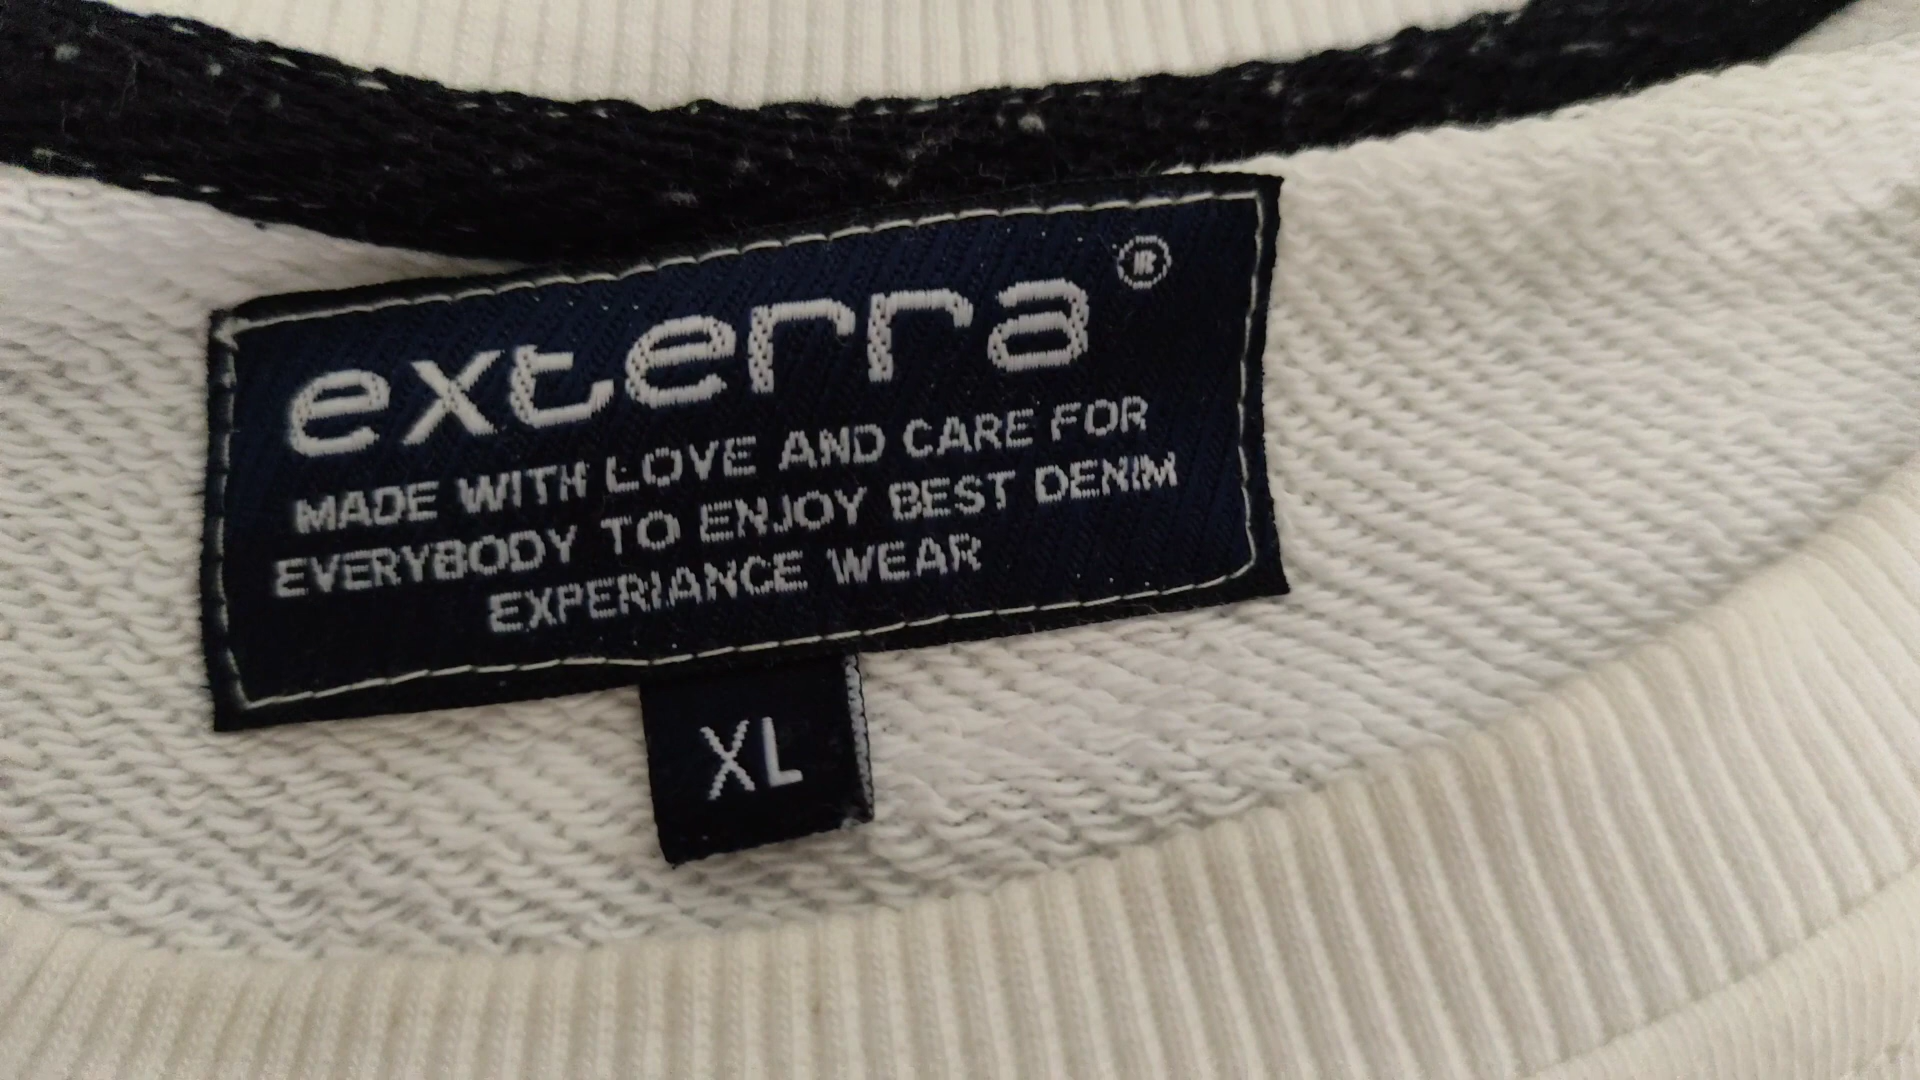 exterra ®
MADE WITH LOVE AND CARE FOR
EVERYBODY TO ENJOY BEST DENIM
EXPERIANCE WEAR
XL